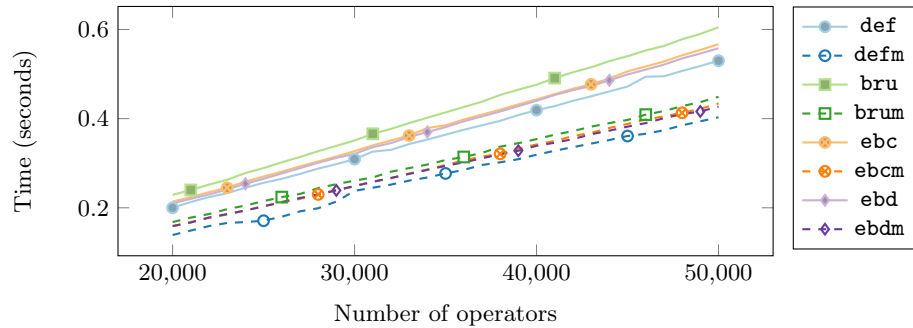 0.6
0.4
0.2
Time (seconds)
20,000 30,000 40,000 50,000
Number of operators
def
defm
bru
brum
ebc
ebcm
ebd
ebdm